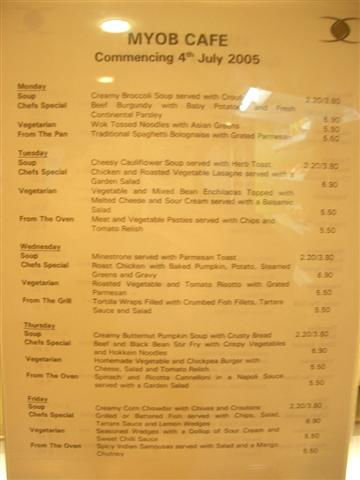 MYOB CAFE
Commencing 4th July 2005
Monday
Soup Creamy Broccoli Soup served with 2.20/3.80
Chefs Special Beef Burgundy with Baby Potatoes and Fresh
Continental Parsley 6.90
Vegetarian Wok Tossed Noodles with Asian Greens 5.50
From The Pan Traditional Spaghetti Bolognaise with Grated Parmesan 5.50
Tuesday
Soup Cheesy Cauliflower Soup served with Herb Toast 2.20/3.80
Chefs Special Chicken and Roasted Vegetable Lasagne served with a
Garden Salad 6.90
Vegetarian Vegetable and Mixed Bean Enchiladas Topped with
Melted Cheese and Sour Cream served with a Balsamic
Salad 5.50
From The Oven Meat and Vegetable Pasties served with Chips and
Tomato Relish 5.50
Wednesday
Soup Minestrone served with Parmesan Toast 2.20/3.80
Chefs Special Roast Chicken with Baked Pumpkin, Potato, Steamed
Greens and Gravy 6.90
Vegetarian Roasted Vegetable and Tomato Risotto with Grated
Parmesan 5.50
From The Grill Tortilla Wraps Filled with Crumbed Fish Fillets, Tartare
Sauce and Salad 5.50
Thursday
Soup Creamy Butternut Pumpkin Soup with Crusty Bread 2.20/3.80
Chefs Special Beef and Black Bean Stir Fry with Crispy Vegetables
and Hokkein Noodles 6.90
Vegetarian Homemade Vegetable and Chickpea Burger with
Cheese, Salad and Tomato Relish 5.50
From The Oven Spinach and Ricotta Cannelloni in a Napoli Sauce
served with a Garden Salad 5.50
Friday
Soup Creamy Corn Chowder with Chives and Croutons 2.20/3.80
Chefs Special Grilled or Battered Fish served with Chips, Salad,
Tartare Sauce and Lemon Wedges 6.90
Vegetarian Seasoned Wedges with a Dollop of Sour Cream and
Sweet Chilli Sauce 5.50
From The Oven Spicy Indian Samousas served with Salad and a Mango
Chutney 5.50